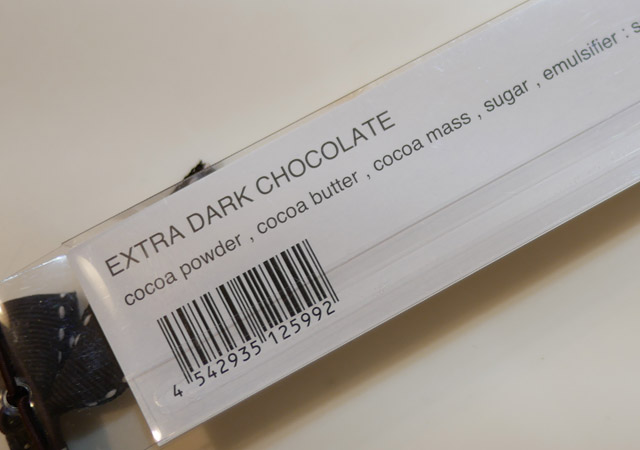 EXTRA DARK CHOCOLATE
cocoa powder , cocoa butter , cocoa mass , sugar , emulsifier : s
4 542935 125992